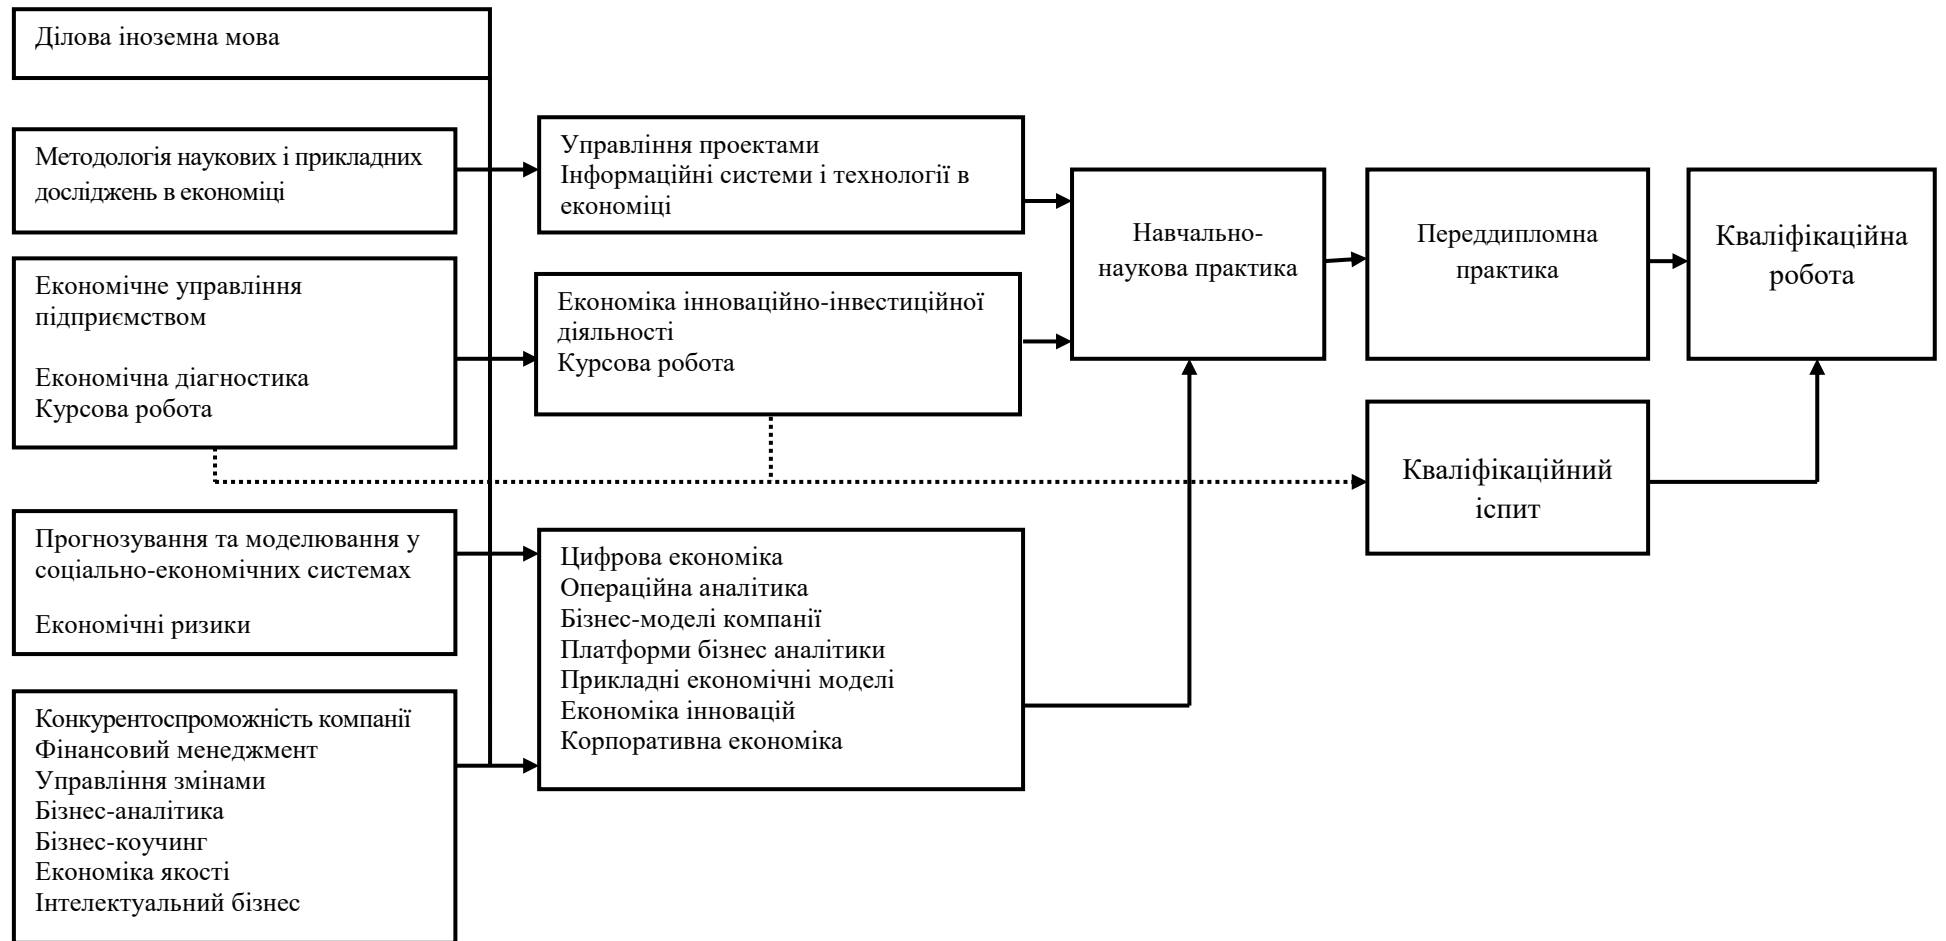 Ділова іноземна мова
Методологія наукових і прикладних
досліджень в економіці
Економічне управління
підприємством
Економічна діагностика
Курсова робота
Прогнозування та моделювання у
соціально-економічних системах
Економічні ризики
Конкурентоспроможність компанії
Фінансовий менеджмент
Управління змінами
Бізнес-аналітика
Бізнес-коучинг
Економіка якості
Інтелектуальний бізнес
Управління проектами
Інформаційні системи і технології в
економіці
Економіка інноваційно-інвестиційної
діяльності
Курсова робота
Цифрова економіка
Операційна аналітика
Бізнес-моделі компанії
Платформи бізнес аналітики
Прикладні економічні моделі
Економіка інновацій
Корпоративна економіка
Навчально-
наукова практика
Переддипломна
практика
Кваліфікаційний
іспит
Кваліфікаційна
робота